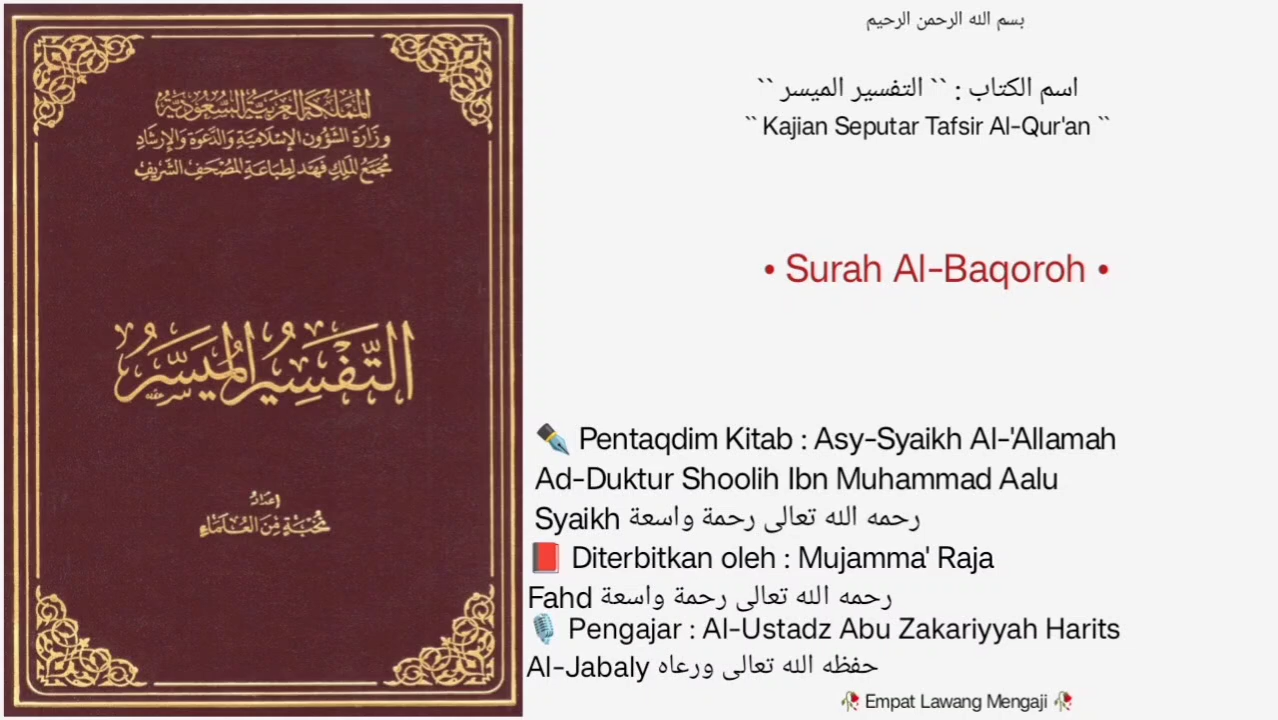 المملكة العربية السعودية
وزارة الشؤون الإسلامية والدعوة والإرشاد
مجمع الملك فهد لطباعة المصحف الشريف
التَّفْسِيرُ المُيَسَّرُ
إعداد
نخبة من العلماء
بسم الله الرحمن الرحيم
اسم الكتاب : `` التفسير الميسر ``
`` Kajian Seputar Tafsir Al-Qur'an ``
• Surah Al-Baqoroh •
✒️ Pentaqdim Kitab : Asy-Syaikh Al-'Allamah
Ad-Duktur Shoolih Ibn Muhammad Aalu
Syaikh رحمه الله تعالى رحمة واسعة
📕 Diterbitkan oleh : Mujamma' Raja
Fahd رحمه الله تعالى رحمة واسعة
🎙️ Pengajar : Al-Ustadz Abu Zakariyyah Harits
Al-Jabaly حفظه الله تعالى ورعاه
🥀 Empat Lawang Mengaji 🥀